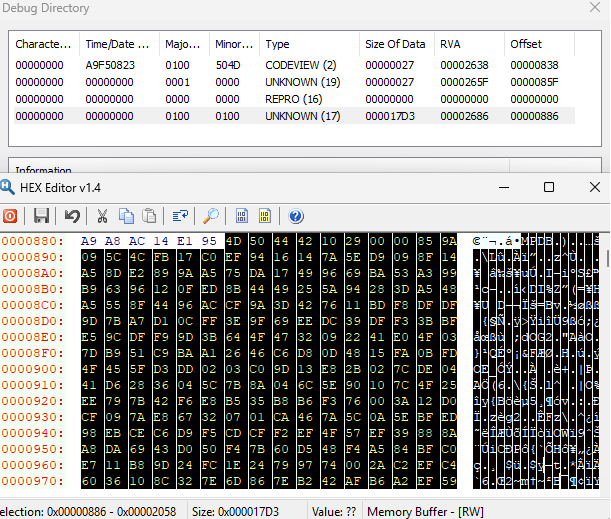 Debug Directory
Characte... Time/Date ... Majo... Minor... Type Size Of Data RVA Offset
00000000 A9F50823 0100 504D CODEVIEW (2) 00000027 00002638 00000838
00000000 00000000 0001 0000 UNKNOWN (19) 00000027 0000265F 0000085F
00000000 00000000 0000 0000 REPRO (16) 00000000 00000000 00000000
00000000 00000000 0100 0100 UNKNOWN (17) 000017D3 00002686 00000886
Information
HEX Editor v1.4
00000880: A9 A8 AC 14 E1 95 4D 50 44 42 10 29 00 00 85 9A
00000890: 09 5C 4C FB 17 C0 EF 94 16 14 7A 5E D9 09 8F 14
000008A0: A5 8D E2 89 9A A5 75 DA 17 49 96 69 BA 53 A3 99
000008B0: B9 63 96 12 0F ED 8B 44 49 25 5A 94 28 3D A5 48
000008C0: A5 55 8F 44 96 AC CF 9A 3D 42 76 11 BD F8 DF DF
000008D0: 9D 7B A7 D1 0C FF 3E 9F 9E EE DC 39 DF F3 3B BF
000008E0: E5 9C DF F9 9D 3B 64 4F 47 32 09 22 41 E0 4F 03
000008F0: 7D B9 51 C9 BA A1 26 46 C6 D8 0D 48 15 FA 0B FD
00000900: 4F 45 5F D3 DD 02 03 C0 9D 13 E8 2B 02 7C DE 04
00000910: 41 D6 28 36 04 5C 7B 8A 04 6C 5E 90 10 7C 4F 25
00000920: EE 79 7B 42 F6 E8 B5 35 B8 B6 F3 76 00 3A 12 D0
00000930: CF 09 7A E8 67 32 07 01 CA 46 7A 5C 0A 5E BF ED
00000940: 98 EB CE C6 D9 F5 CD CF F2 EF 4F 57 EF 39 88 8A
00000950: A8 DA 69 43 D0 50 F4 7B 60 D5 48 F4 A5 84 BF C0
00000960: E7 11 B8 9D 24 FC 1E 24 79 97 74 00 2A C2 EF C4
00000970: 60 36 10 8C 32 7E 6D 86 7E B2 42 AF B6 A2 EF 59
election: 0x00000886 - 0x00002058 Size: 0x000017D3 Value: ?? Memory Buffer - [RW]